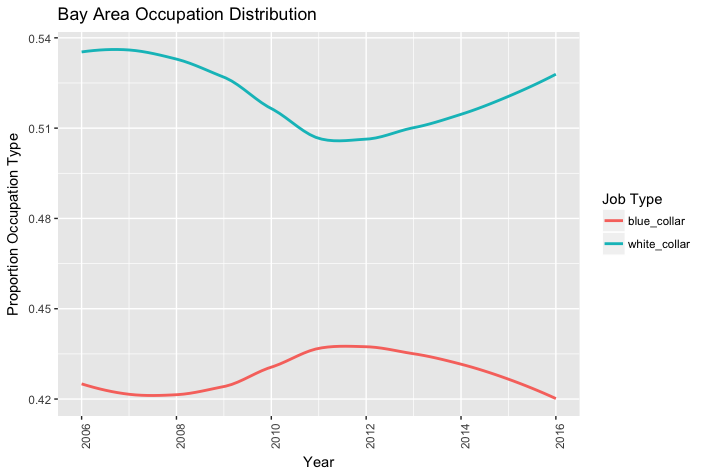 Bay Area Occupation Distribution
0.54
0.51
0.48
0.45
0.42
Proportion Occupation Type
2006
2008
2010
2012
2014
2016
Year
Job Type
blue_collar
white_collar